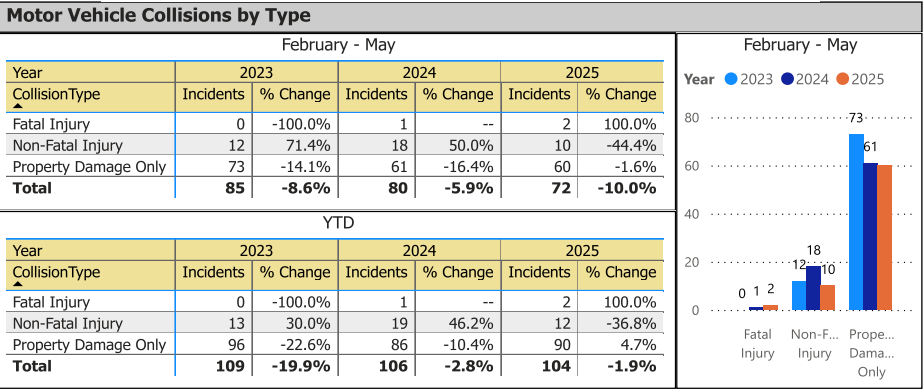 Motor Vehicle Collisions by Type
February - May
Year 2023 2024 2025
CollisionType Incidents % Change Incidents % Change Incidents % Change
Fatal Injury 0 -100.0% 1 -- 2 100.0%
Non-Fatal Injury 12 71.4% 18 50.0% 10 -44.4%
Property Damage Only 73 -14.1% 61 -16.4% 60 -1.6%
Total 85 -8.6% 80 -5.9% 72 -10.0%
YTD
Year 2023 2024 2025
CollisionType Incidents % Change Incidents % Change Incidents % Change
Fatal Injury 0 -100.0% 1 -- 2 100.0%
Non-Fatal Injury 13 30.0% 19 46.2% 12 -36.8%
Property Damage Only 96 -22.6% 86 -10.4% 90 4.7%
Total 109 -19.9% 106 -2.8% 104 -1.9%
February - May
Year 2023 2024 2025
80
60
40
20
0
0 1 2
12 18 10
73 61
Fatal
Injury
Non-F...
Injury
Prope...
Dama...
Only